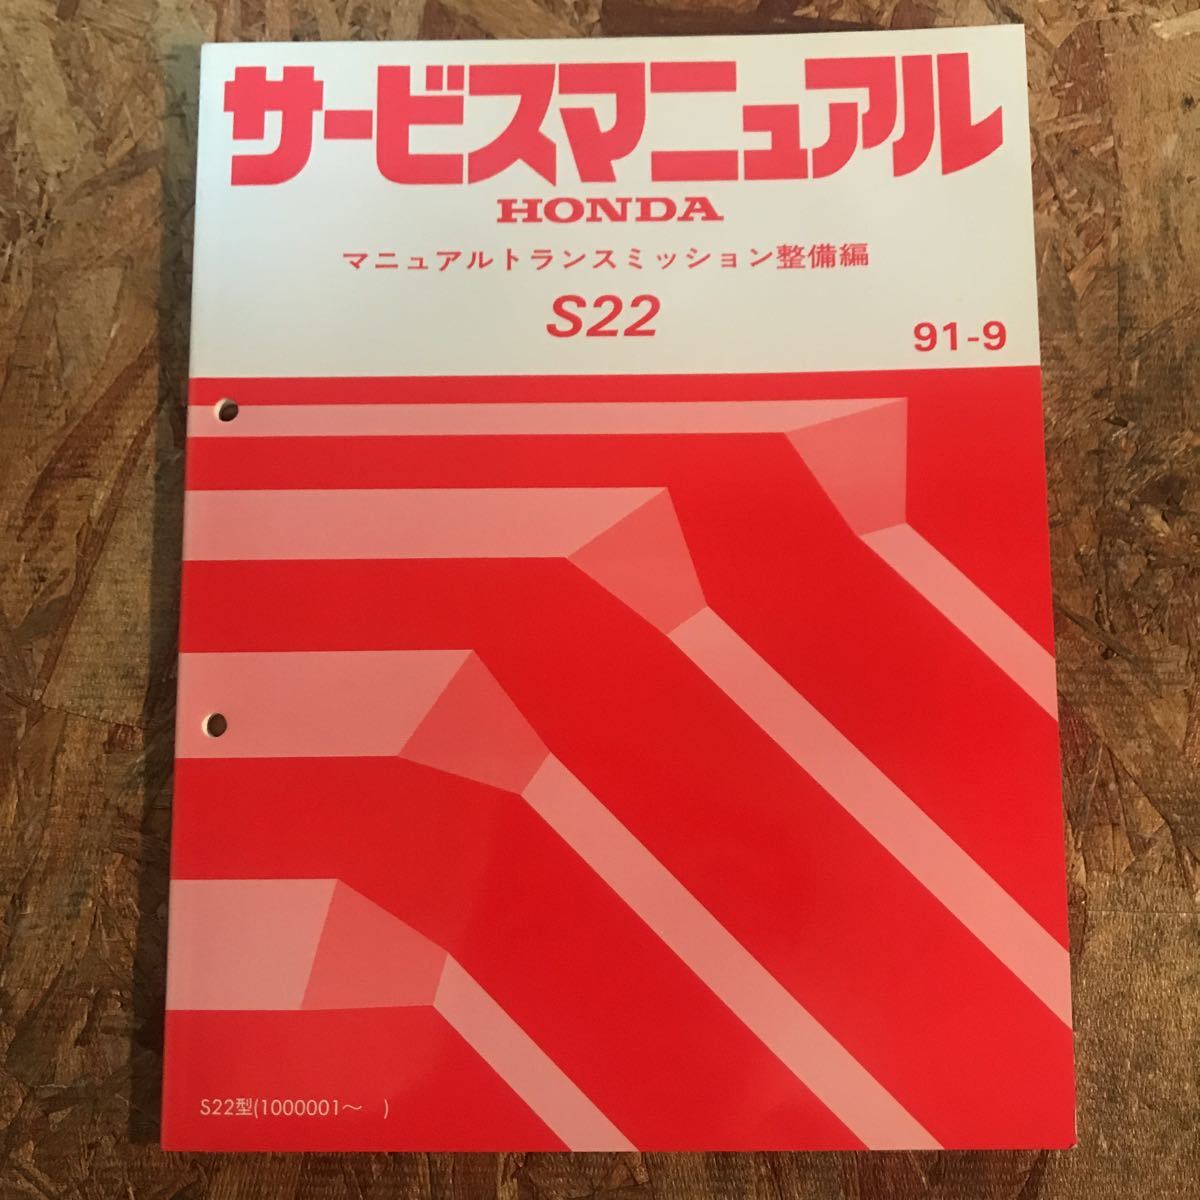 サービスマニュアル
HONDA
マニュアルトランスミッション整備編
S22
91-9
S22型(1000001～ )